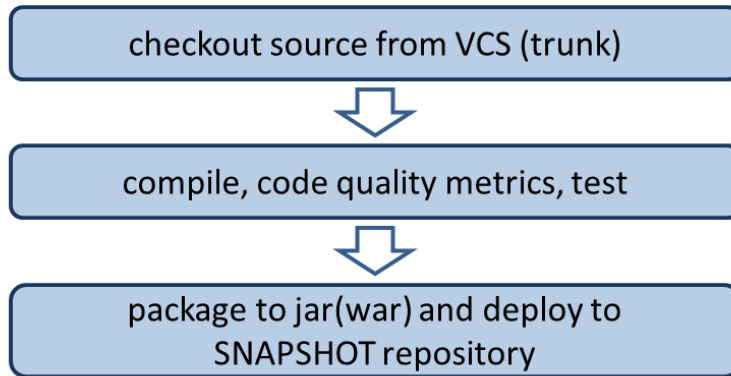 checkout source from VCS (trunk)
compile, code quality metrics, test
package to jar(war) and deploy to
SNAPSHOT repository